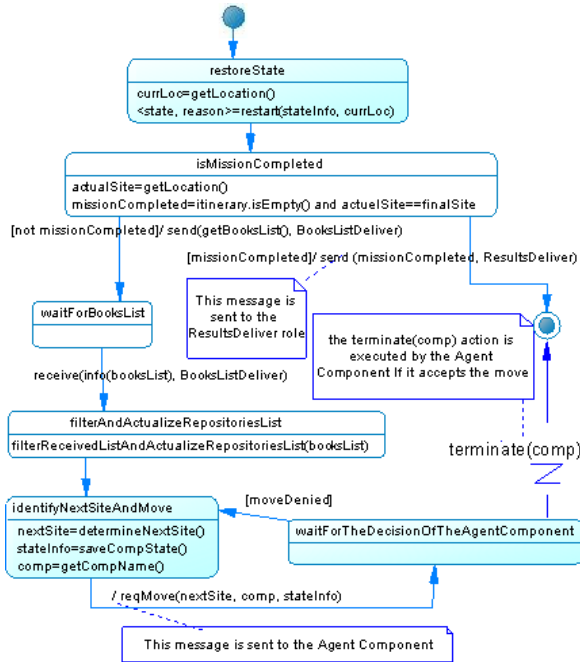 restoreState
currLoc=getLocation()
<state, reason>=restart(stateInfo, currLoc)
isMissionCompleted
actualSite=getLocation()
missionCompleted=itinerary.isEmpty() and actuelSite==finalSite
[not missionCompleted]/ send(getBooksList(), BooksListDeliver)
[missionCompleted]/ send (missionCompleted, ResultsDeliver)
This message is
sent to the
ResultsDeliver role
waitForBooksList
the terminate(comp) action is
executed by the Agent
Component If it accepts the move
receive(info(booksList), BooksListDeliver)
filterAndActualizeRepositoriesList
filterReceivedListAndActualizeRepositoriesList(booksList)
terminate(comp)
identifyNextSiteAndMove
nextSite=determineNextSite()
stateInfo=saveCompState()
comp=getCompName()
[moveDenied]
waitForTheDecisionOfTheAgentComponent
/ reqMove(nextSite, comp, stateInfo)
This message is sent to the Agent Component